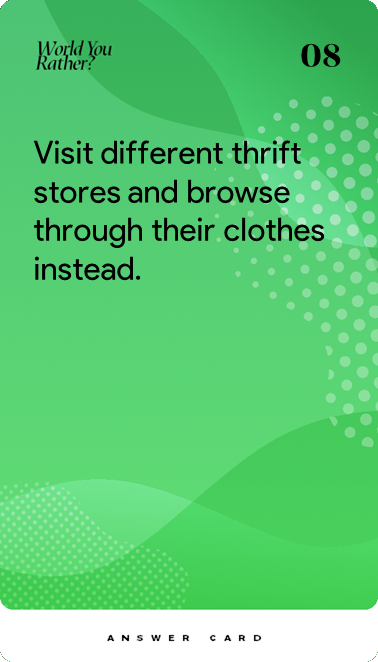 World You
Rather?
08
Visit different thrift
stores and browse
through their clothes
instead.
ANSWER CARD